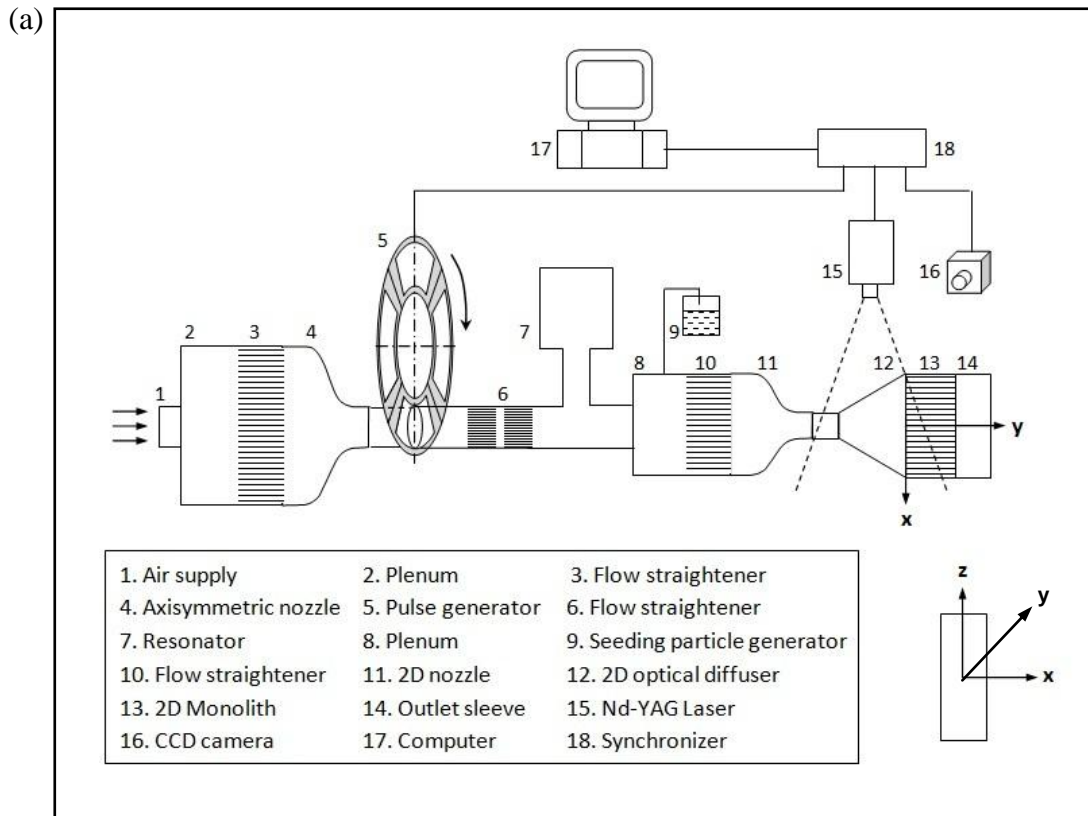 (a)
17
18
5
15
16
7
9
2
3
4
1
6
8
10
11
12
13
14
y
x
1. Air supply 2. Plenum 3. Flow straightener
4. Axisymmetric nozzle 5. Pulse generator 6. Flow straightener
7. Resonator 8. Plenum 9. Seeding particle generator
10. Flow straightener 11. 2D nozzle 12. 2D optical diffuser
13. 2D Monolith 14. Outlet sleeve 15. Nd-YAG Laser
16. CCD camera 17. Computer 18. Synchronizer
z
y
x